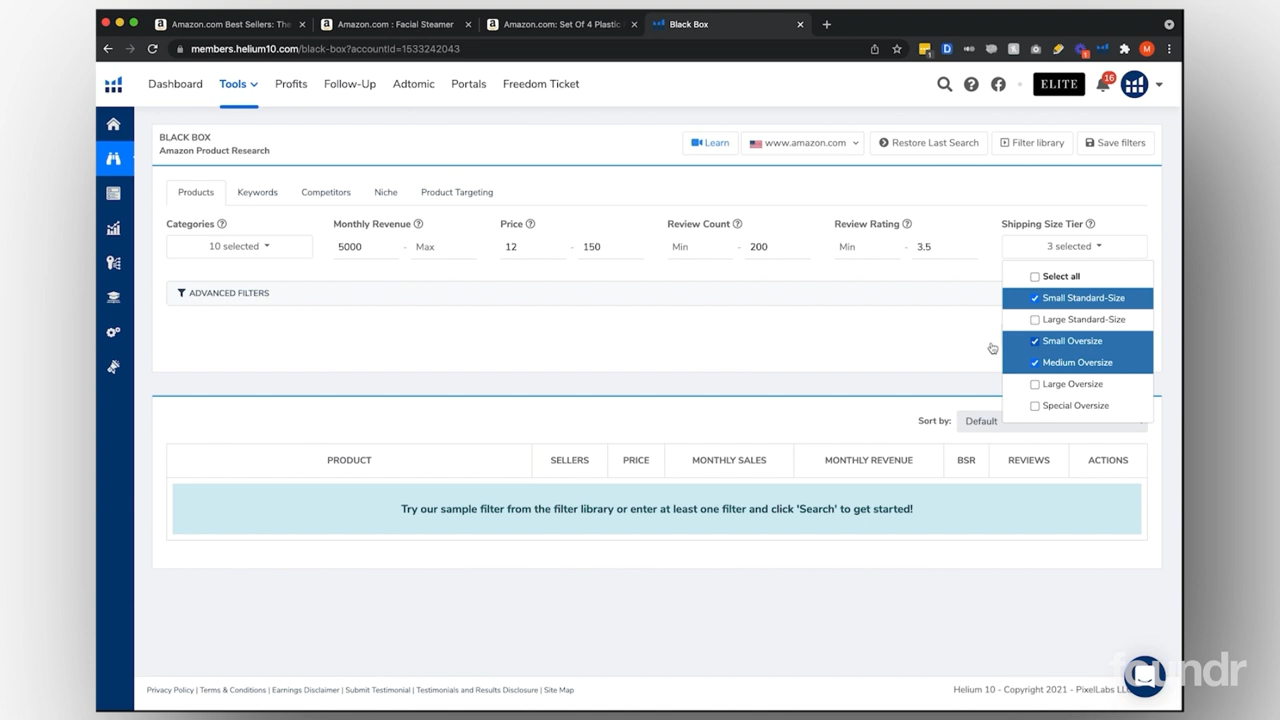 Amazon.com Best Sellers: The
Amazon.com : Facial Steamer
Amazon.com: Set Of 4 Plastic
Black Box
members.helium10.com/black-box?accountId=1533242043
Dashboard
Tools
Profits
Follow-Up
Adtomic
Portals
Freedom Ticket
ELITE
16
BLACK BOX
Amazon Product Research
Learn
www.amazon.com
Restore Last Search
Filter library
Save filters
Products
Keywords
Competitors
Niche
Product Targeting
Categories
Monthly Revenue
Price
Review Count
Review Rating
Shipping Size Tier
10 selected
5000 - Max
12 - 150
Min - 200
Min - 3.5
3 selected
Select all
Small Standard-Size
Large Standard-Size
Small Oversize
Medium Oversize
Large Oversize
Special Oversize
ADVANCED FILTERS
Sort by: Default
PRODUCT
SELLERS
PRICE
MONTHLY SALES
MONTHLY REVENUE
BSR
REVIEWS
ACTIONS
Try our sample filter from the filter library or enter at least one filter and click 'Search' to get started!
Privacy Policy | Terms & Conditions | Earnings Disclaimer | Submit Testimonial | Testimonials and Results Disclosure | Site Map
Helium 10 - Copyright 2021 - PixelLabs
foundr